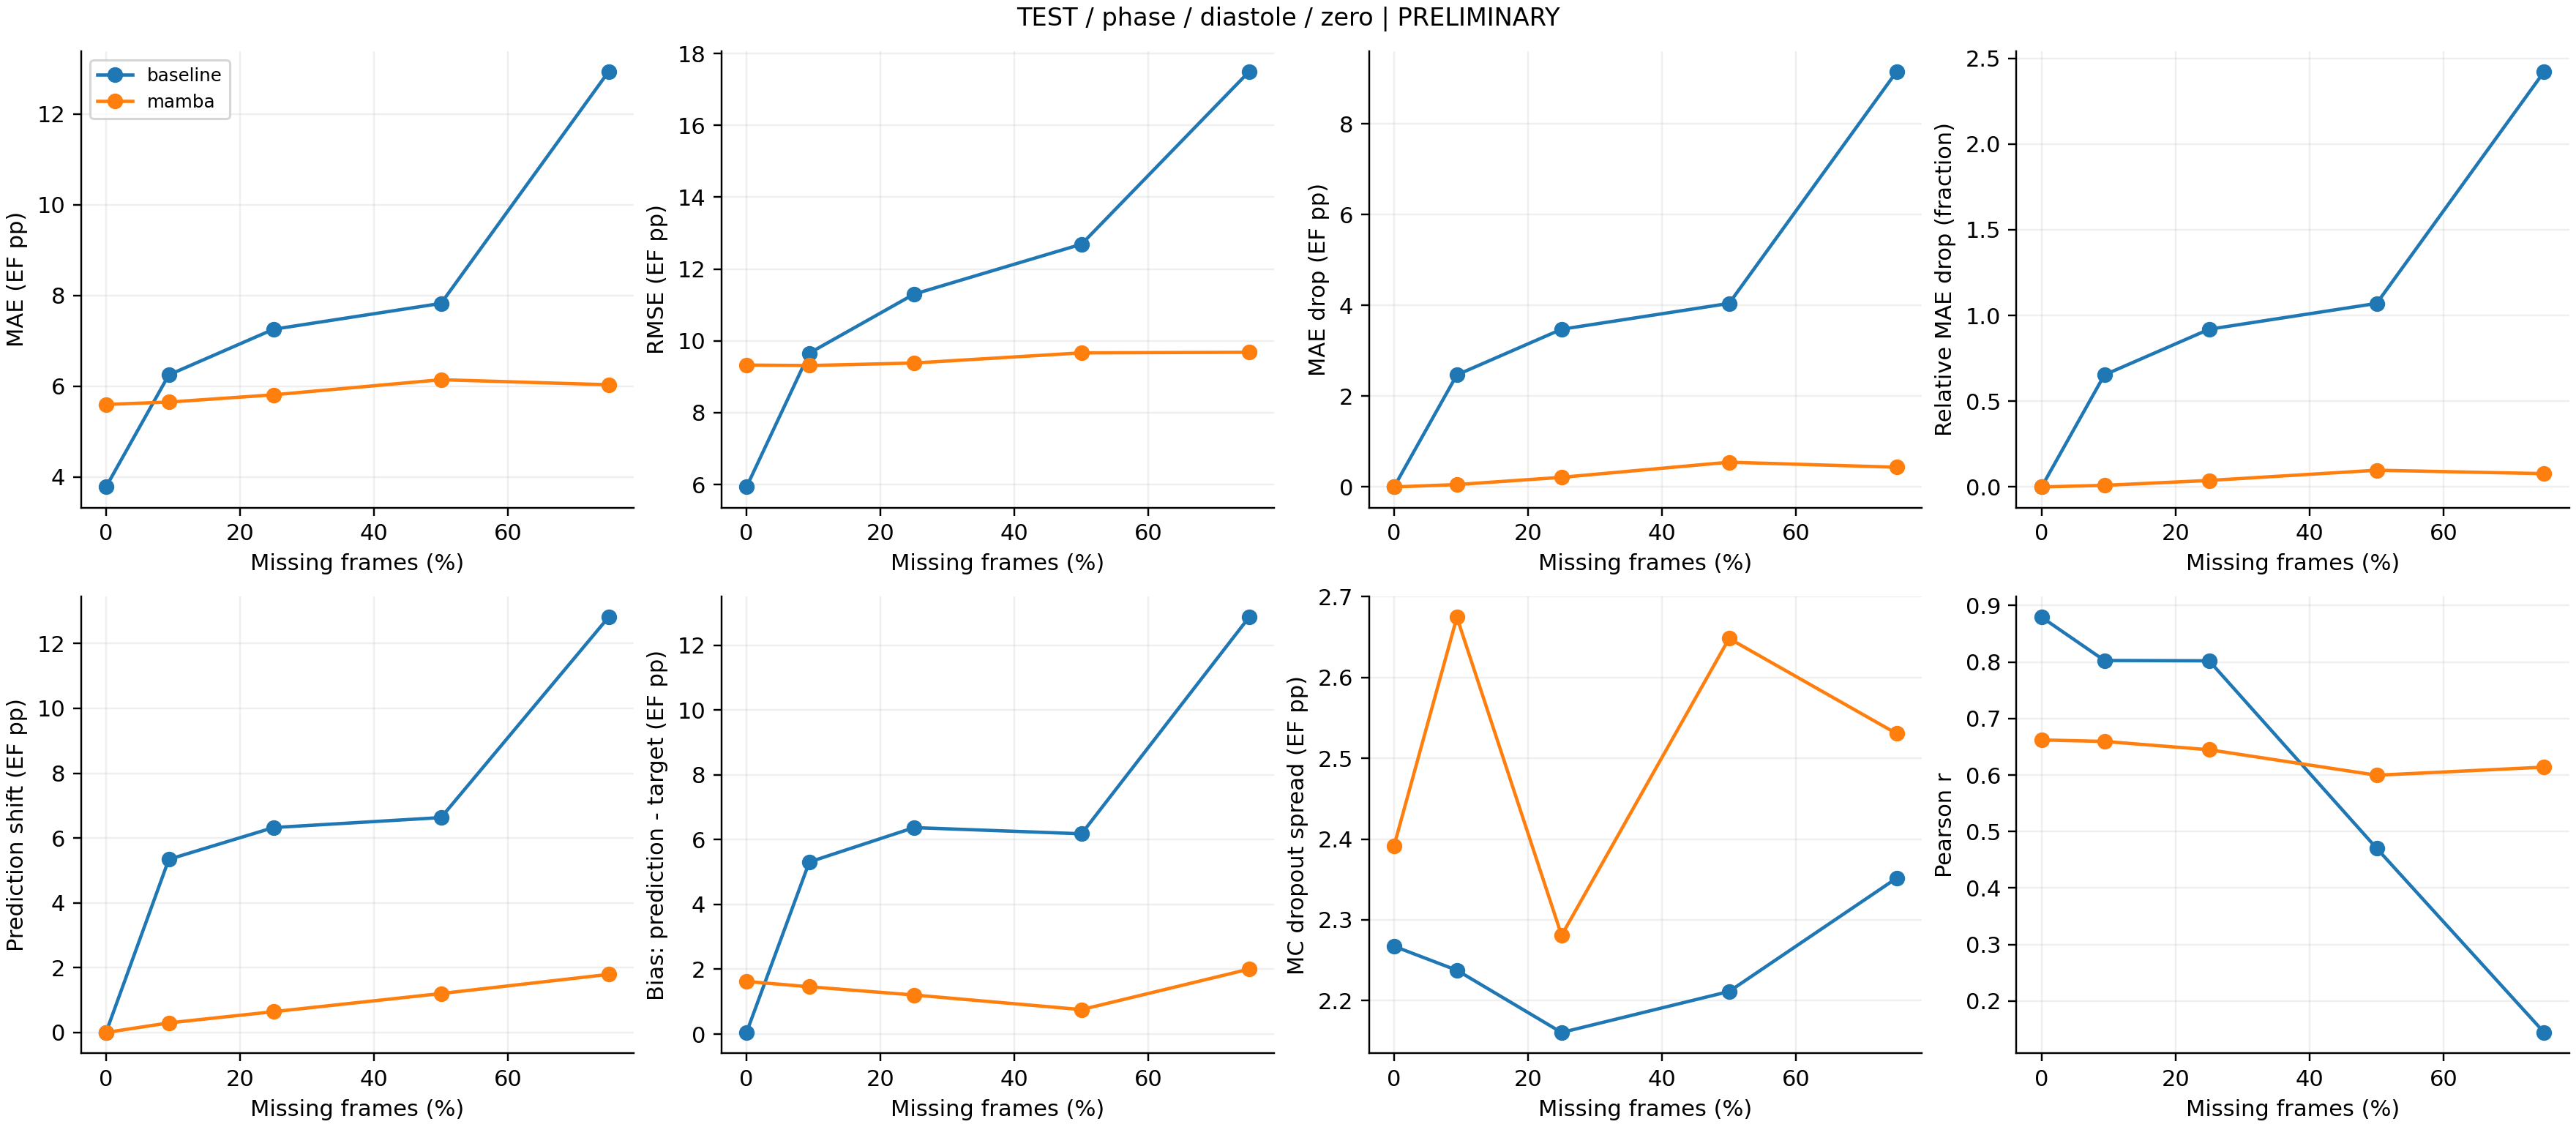 TEST / phase / diastole / zero | PRELIMINARY
baseline
mamba
MAE (EF pp)
12
10
8
6
4
0 20 40 60
Missing frames (%)
RMSE (EF pp)
18
16
14
12
10
8
6
0 20 40 60
Missing frames (%)
MAE drop (EF pp)
8
6
4
2
0
0 20 40 60
Missing frames (%)
Relative MAE drop (fraction)
2.5
2.0
1.5
1.0
0.5
0.0
0 20 40 60
Missing frames (%)
Prediction shift (EF pp)
12
10
8
6
4
2
0
0 20 40 60
Missing frames (%)
Bias: prediction - target (EF pp)
12
10
8
6
4
2
0
0 20 40 60
Missing frames (%)
MC dropout spread (EF pp)
2.7
2.6
2.5
2.4
2.3
2.2
0 20 40 60
Missing frames (%)
Pearson r
0.9
0.8
0.7
0.6
0.5
0.4
0.3
0.2
0 20 40 60
Missing frames (%)